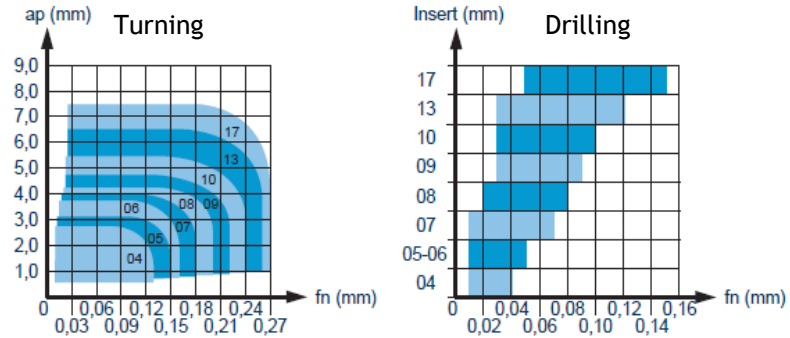 ap (mm)
Turning
9,0
8,0
7,0
6,0
5,0
4,0
3,0
2,0
1,0
17
13
10
09
08
07
06
05
04
0
0,06 0,12 0,18 0,24
0,03 0,09 0,15 0,21 0,27
fn (mm)
Insert (mm)
Drilling
17
13
10
09
08
07
05-06
04
0
0,04 0,08 0,12 0,16
0,02 0,06 0,10 0,14
fn (mm)